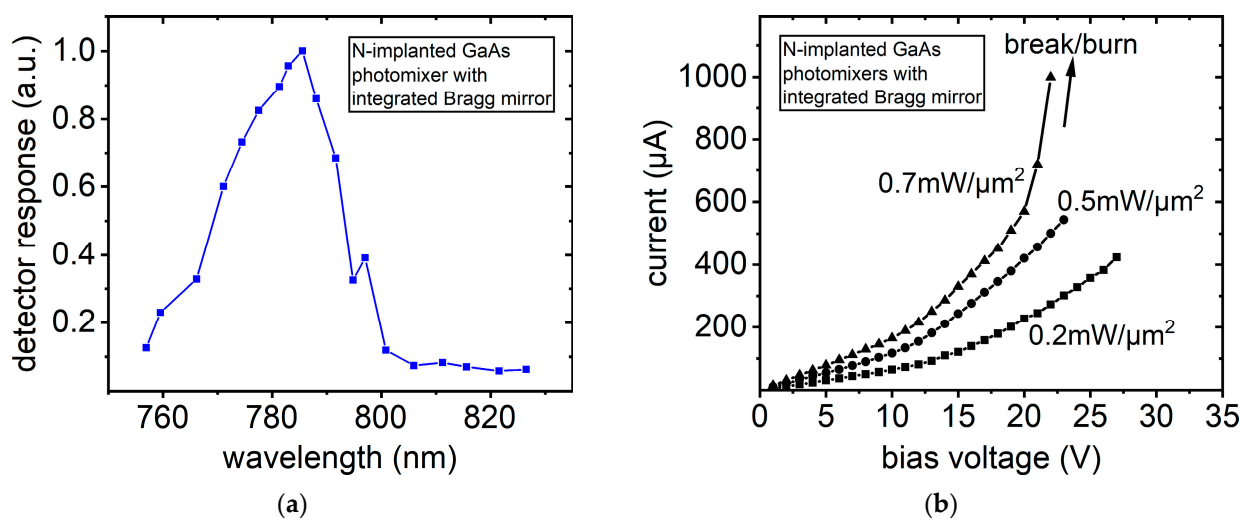 detector response (a.u.)
1.0
0.8
0.6
0.4
0.2
N-implanted GaAs
photomixer with
integrated Bragg mirror
760
780
800
820
wavelength (nm)
(a)
current (µA)
1000
800
600
400
200
N-implanted GaAs
photomixers with
integrated Bragg mirror
break/burn
0.7mW/µm²
0.5mW/µm²
0.2mW/µm²
0
5
10
15
20
25
30
35
bias voltage (V)
(b)